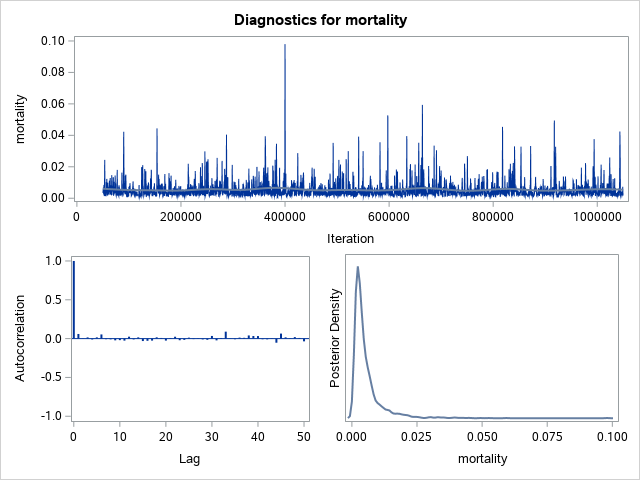 Diagnostics for mortality
mortality
0.10
0.08
0.06
0.04
0.02
0.00
0 200000 400000 600000 800000 1000000
Iteration
Autocorrelation
1.0
0.5
0.0
-0.5
-1.0
0 10 20 30 40 50
Lag
Posterior Density
0.000 0.025 0.050 0.075 0.100
mortality